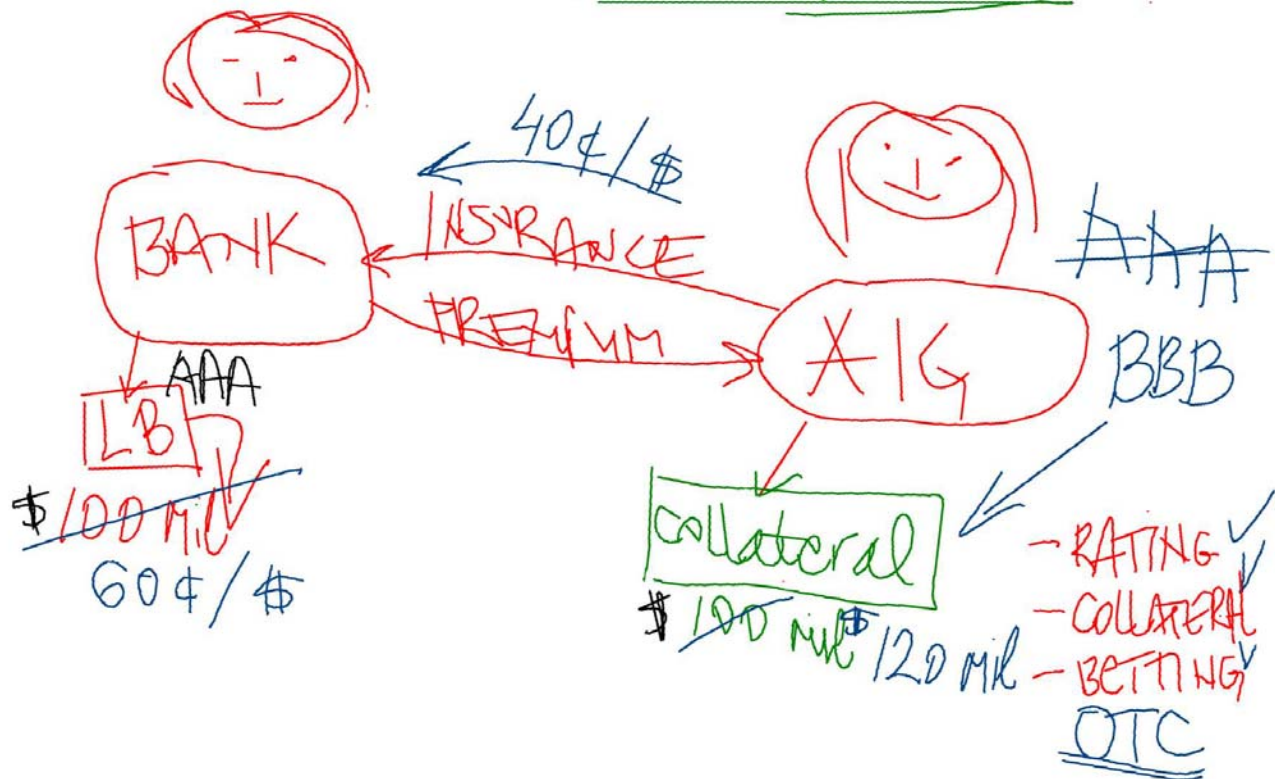 40¢/$
INSURANCE
BANK
PREMIUM
AIG
AAA
BBB
AAA
LB
$ 100 Mil
60¢/$
collateral
$ 100 mil $ 120 mil
- RATING
- COLLATERAL
- BETTING
OTC